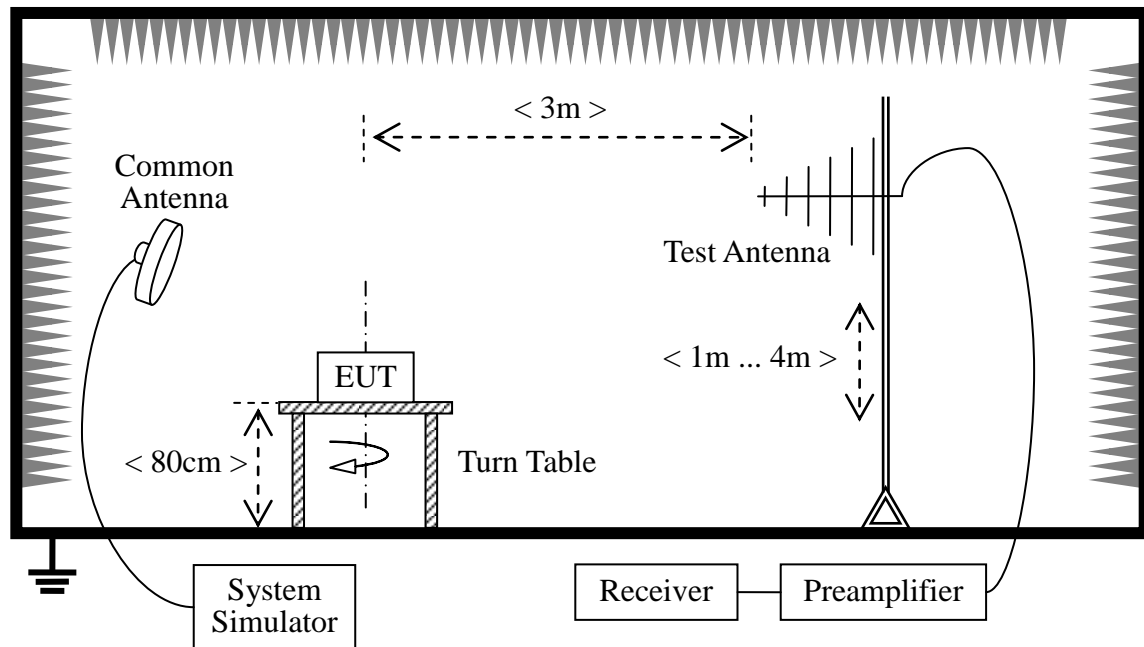 < 3m >
Common
Antenna
Test Antenna
< 1m ... 4m >
EUT
< 80cm >
Turn Table
System
Simulator
Receiver
Preamplifier